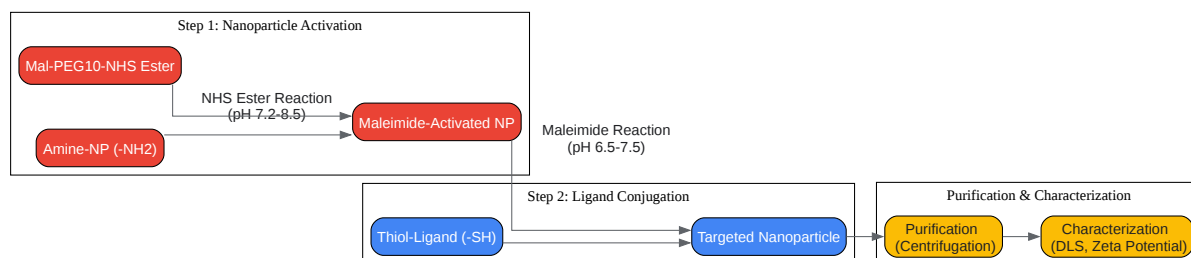 Step 1: Nanoparticle Activation
Mal-PEG10-NHS Ester
NHS Ester Reaction
(pH 7.2-8.5)
Amine-NP (-NH2)
Maleimide-Activated NP
Maleimide Reaction
(pH 6.5-7.5)
Step 2: Ligand Conjugation
Thiol-Ligand (-SH)
Targeted Nanoparticle
Purification & Characterization
Purification
(Centrifugation)
Characterization
(DLS, Zeta Potential)